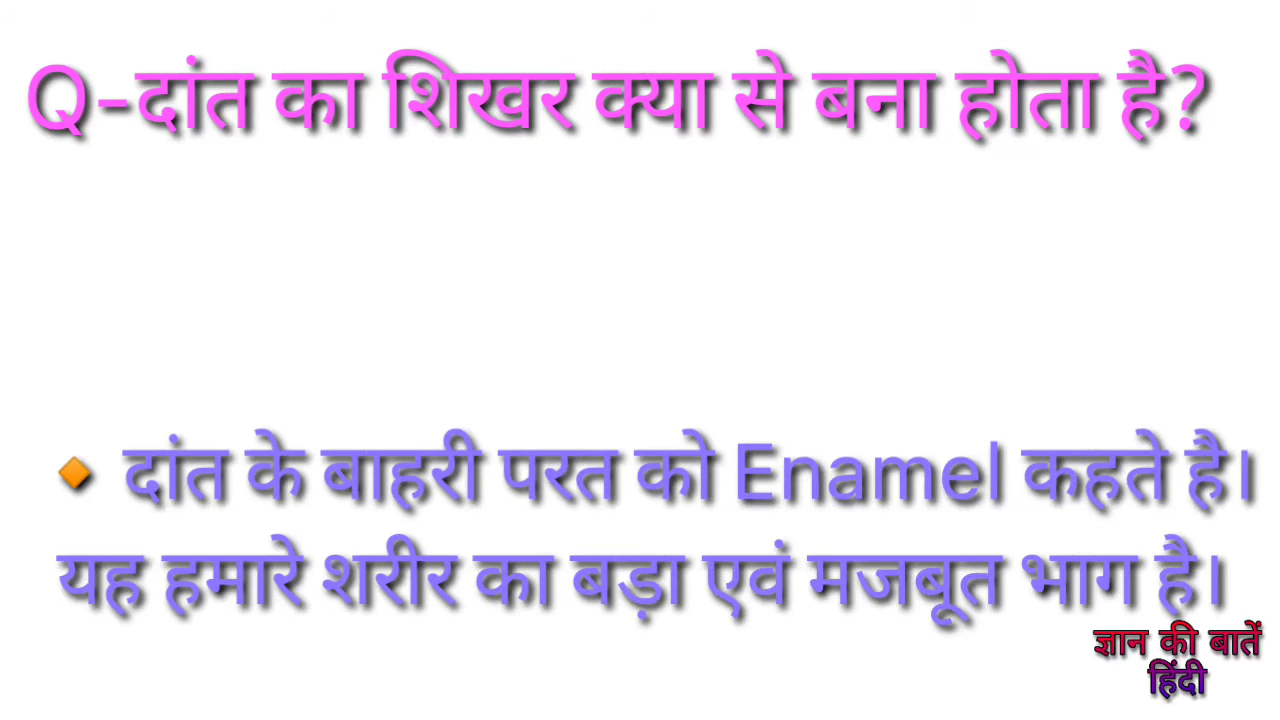 Q-दांत का शिखर क्या से बना होता है?
🔸 दांत के बाहरी परत को Enamel कहते है।
यह हमारे शरीर का बड़ा एवं मजबूत भाग है।
ज्ञान की बातें
हिंदी